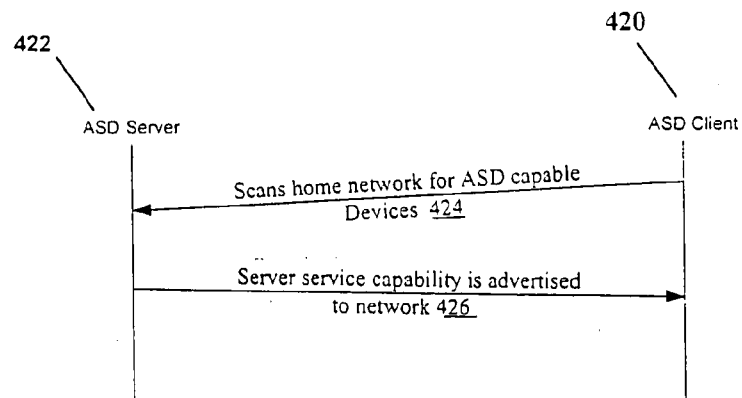 422
420
ASD Server
ASD Client
Scans home network for ASD capable
Devices 424
Server service capability is advertised
to network 426